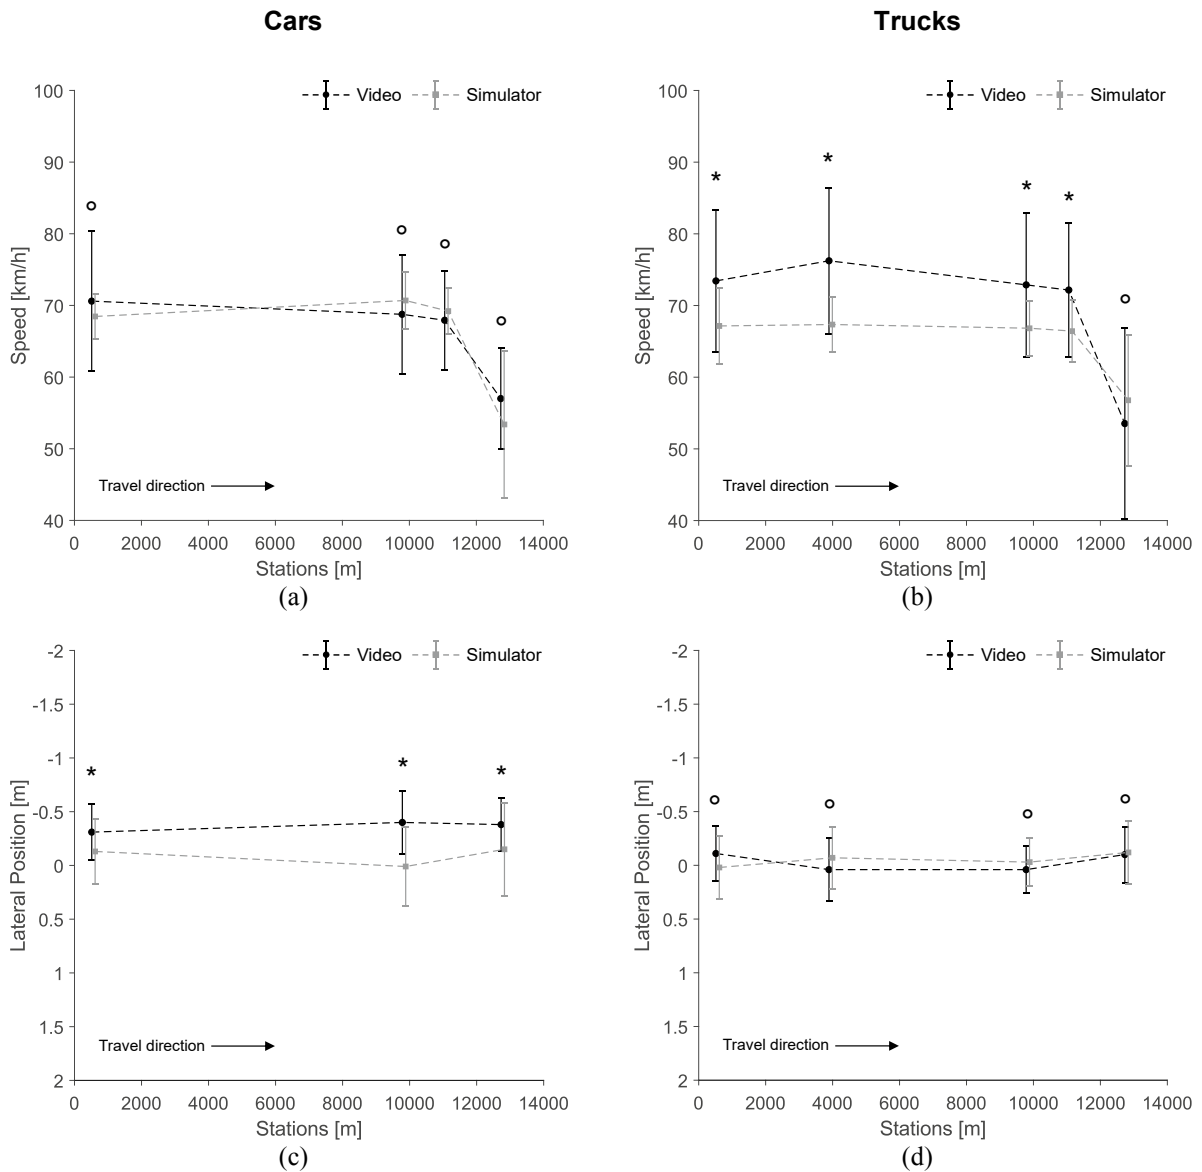 Cars
Trucks
Video Simulator
100
90
80
70
60
50
40
Speed [km/h]
* * * *
Travel direction
0 2000 4000 6000 8000 10000 12000 14000
Stations [m]
(a)
Video Simulator
100
90
80
70
60
50
40
Speed [km/h]
Travel direction
0 2000 4000 6000 8000 10000 12000 14000
Stations [m]
(b)
Video Simulator
-2
-1.5
-1
-0.5
0
0.5
1
1.5
2
Lateral Position [m]
* * *
Travel direction
0 2000 4000 6000 8000 10000 12000 14000
Stations [m]
(c)
Video Simulator
-2
-1.5
-1
-0.5
0
0.5
1
1.5
2
Lateral Position [m]
Travel direction
0 2000 4000 6000 8000 10000 12000 14000
Stations [m]
(d)